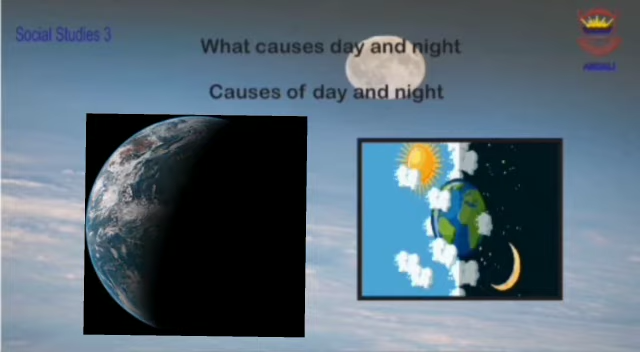 Social Studies 3
What causes day and night
Causes of day and night